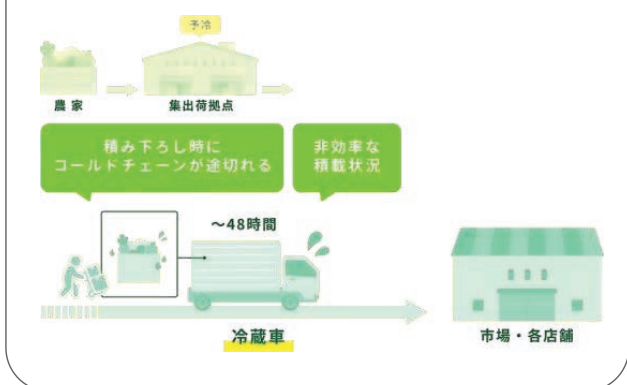 予冷
農家
集出荷拠点
積み下ろし時に
コールドチェーンが途切れる
非効率な
積載状況
～48時間
冷蔵車
市場・各店舗